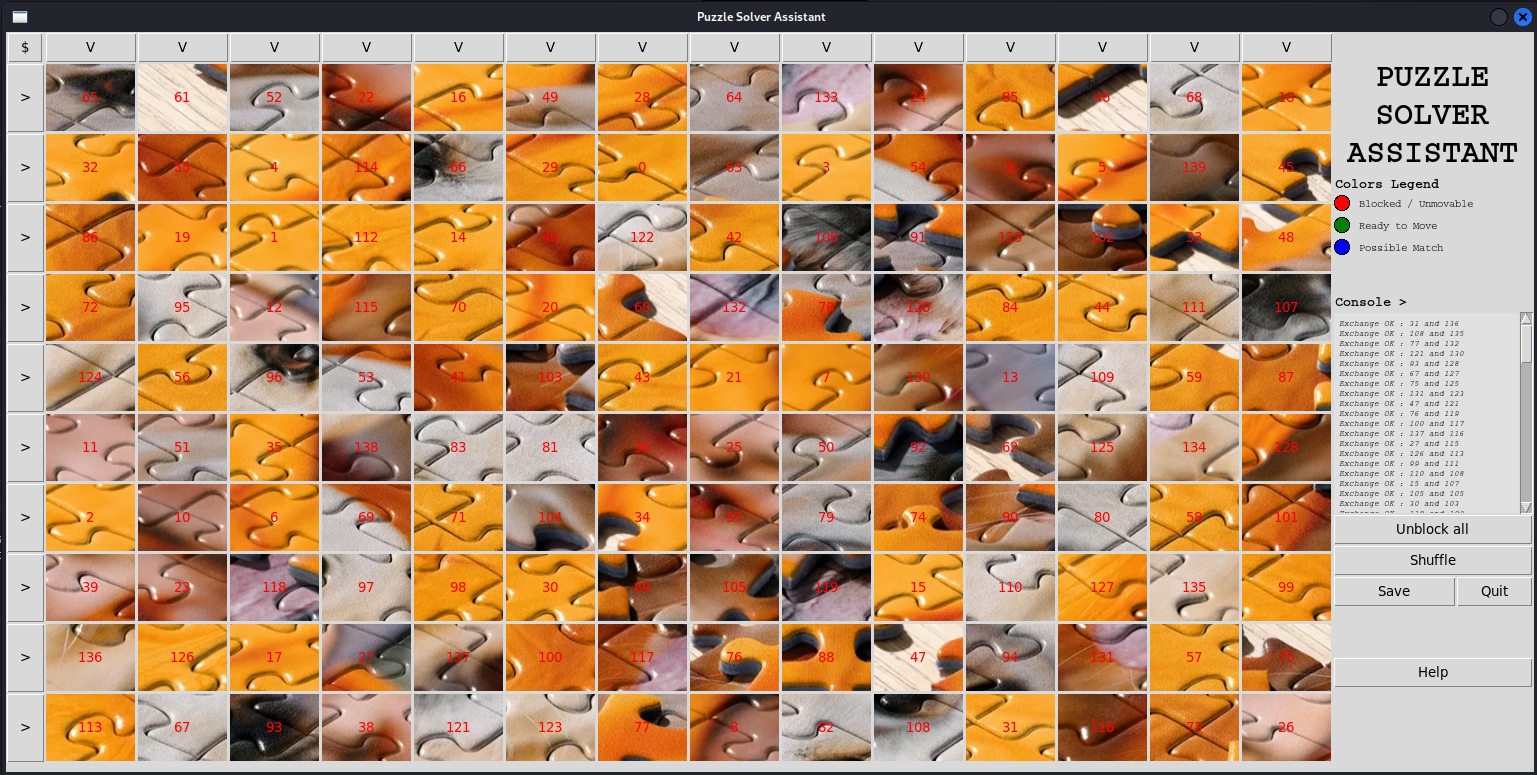 Puzzle Solver Assistant
$ V V V V V V V V V V V V V V
> 65 61 52 22 16 49 28 64 133 24 85 46 68 18
> 32 55 4 114 66 29 0 63 3 54 5 139 45
> 86 19 1 112 14 122 42 106 91 129 102 33 48
> 72 95 12 115 70 20 60 132 78 120 84 44 111 107
> 124 56 96 53 41 103 43 21 7 130 13 109 59 87
> 11 51 35 138 83 81 25 50 92 62 125 134 128
> 2 10 6 69 71 104 34 37 79 74 90 80 58 101
> 39 23 118 97 98 30 105 119 15 110 127 135 99
> 136 126 17 27 137 100 117 76 88 47 94 131 57 75
> 113 67 93 38 121 123 77 8 82 108 31 116 73 26
PUZZLE
SOLVER
ASSISTANT
Colors Legend
Blocked / Unmovable
Ready to Move
Possible Match
Console >
Exchange OK : 31 and 136
Exchange OK : 108 and 135
Exchange OK : 77 and 132
Exchange OK : 121 and 130
Exchange OK : 93 and 128
Exchange OK : 67 and 127
Exchange OK : 75 and 125
Exchange OK : 131 and 123
Exchange OK : 47 and 121
Exchange OK : 76 and 119
Exchange OK : 100 and 117
Exchange OK : 137 and 116
Exchange OK : 27 and 115
Exchange OK : 126 and 113
Exchange OK : 99 and 111
Exchange OK : 110 and 108
Exchange OK : 15 and 107
Exchange OK : 105 and 105
Exchange OK : 30 and 103
Unblock all
Shuffle
Save Quit
Help